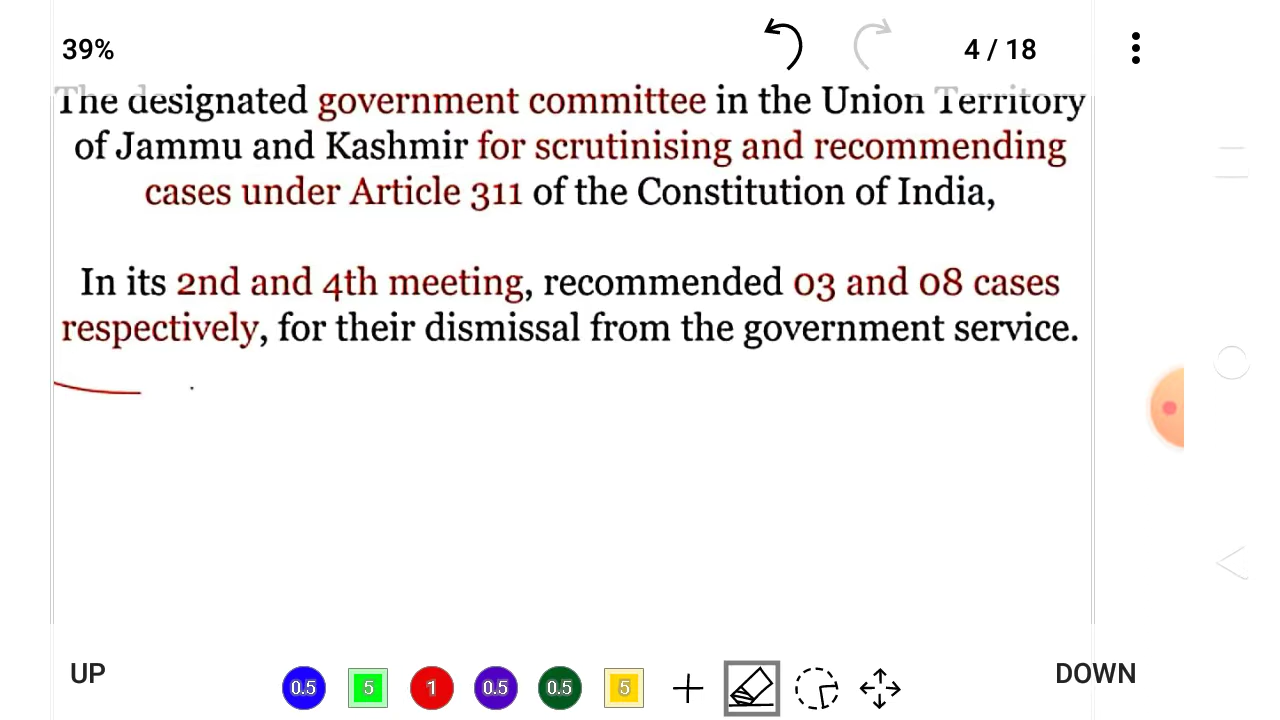 39%
4 / 18
The designated government committee in the Union Territory
of Jammu and Kashmir for scrutinising and recommending
cases under Article 311 of the Constitution of India,
In its 2nd and 4th meeting, recommended 03 and 08 cases
respectively, for their dismissal from the government service.
UP
0.5
5
1
0.5
0.5
5
DOWN